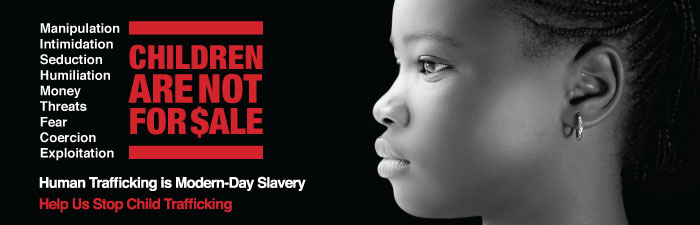 Manipulation
Intimidation
Seduction
Humiliation
Money
Threats
Fear
Coercion
Exploitation
CHILDREN
ARE NOT
FOR $ALE
Human Trafficking is Modern-Day Slavery
Help Us Stop Child Trafficking